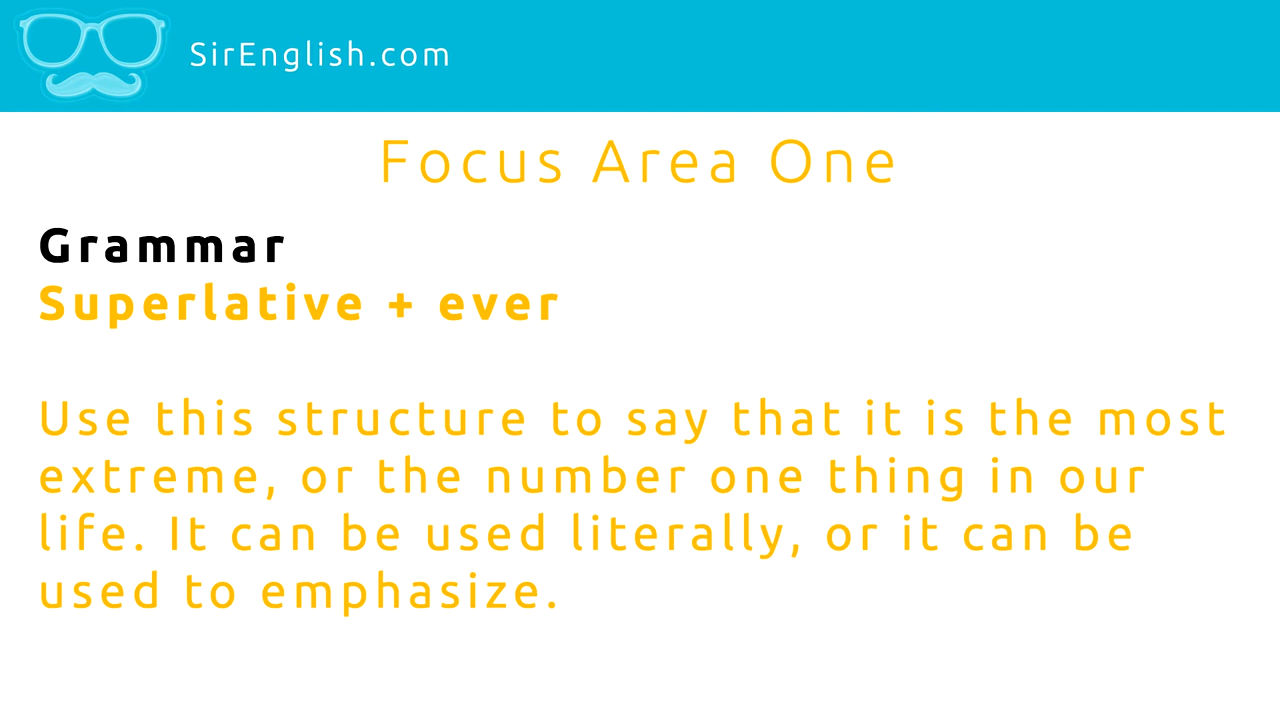 SirEnglish.com
Focus Area One
Grammar
Superlative + ever
Use this structure to say that it is the most
extreme, or the number one thing in our
life. It can be used literally, or it can be
used to emphasize.